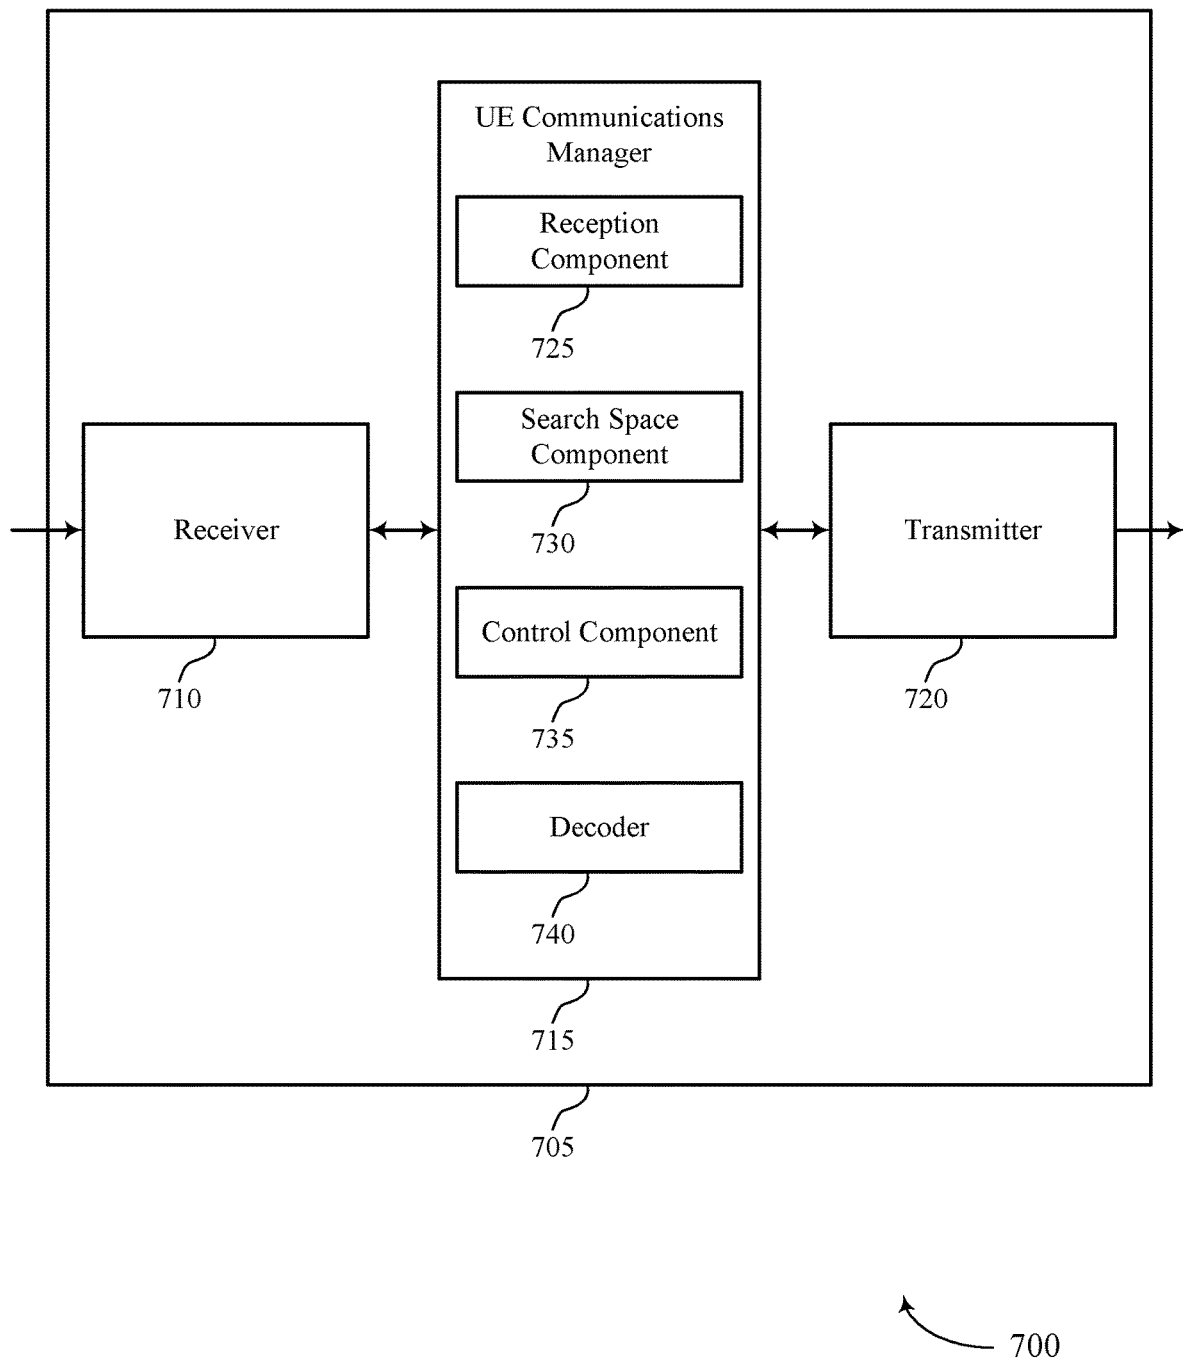 UE Communications
Manager
Reception
Component
725
Search Space
Component
730
Receiver
710
Control Component
735
Transmitter
720
Decoder
740
715
705
700